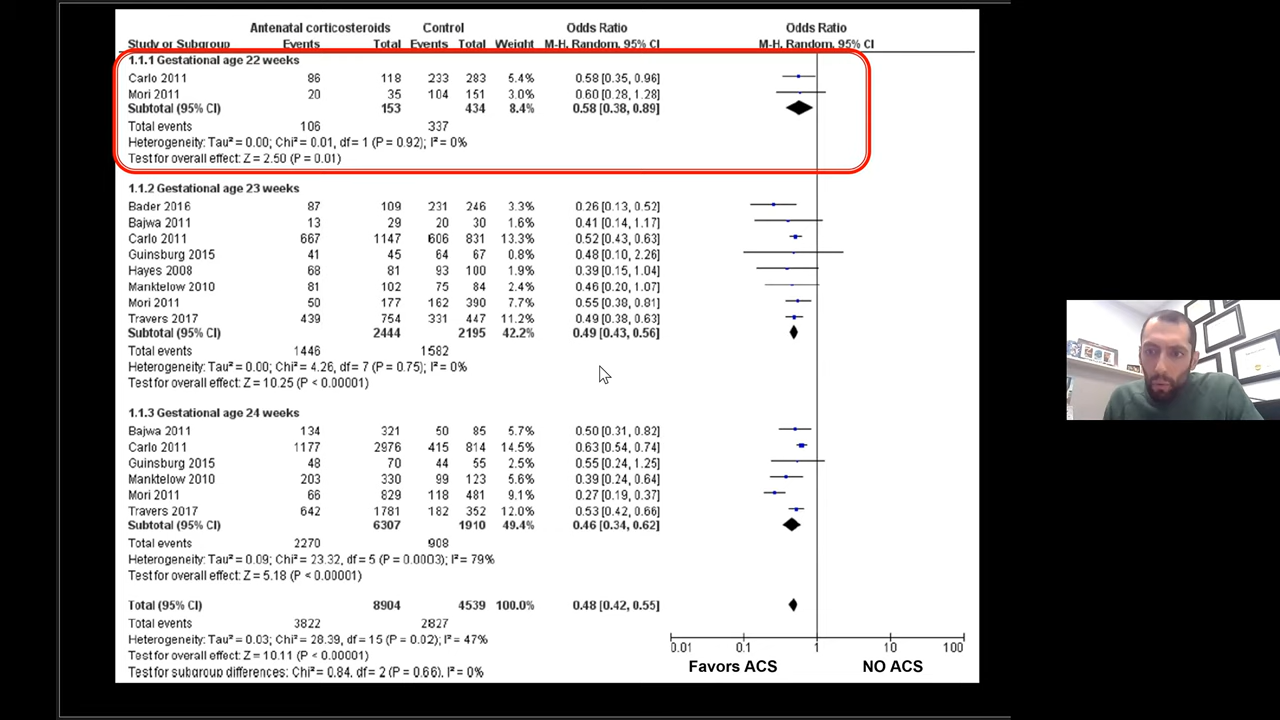 Antenatal corticosteroids Control Odds Ratio Odds Ratio
Study or Subgroup Events Total Events Total Weight M-H. Random. 95% CI M-H. Random. 95% CI
1.1.1 Gestational age 22 weeks
Carlo 2011 86 118 233 283 5.4% 0.58 [0.35, 0.96]
Mori 2011 20 35 104 151 3.0% 0.60 [0.28, 1.28]
Subtotal (95% CI) 153 434 8.4% 0.58 [0.38, 0.89]
Total events 106 337
Heterogeneity: Tau² = 0.00; Chi² = 0.01, df = 1 (P = 0.92); I² = 0%
Test for overall effect: Z = 2.50 (P = 0.01)
1.1.2 Gestational age 23 weeks
Bader 2016 87 109 231 246 3.3% 0.26 [0.13, 0.52]
Bajwa 2011 13 29 20 30 1.6% 0.41 [0.14, 1.17]
Carlo 2011 667 1147 606 831 13.3% 0.52 [0.43, 0.63]
Guinsburg 2015 41 45 64 67 0.8% 0.48 [0.10, 2.26]
Hayes 2008 68 81 93 100 1.9% 0.39 [0.15, 1.04]
Manktelow 2010 81 102 75 84 2.4% 0.46 [0.20, 1.07]
Mori 2011 50 177 162 390 7.7% 0.55 [0.38, 0.81]
Travers 2017 439 754 331 447 11.2% 0.49 [0.38, 0.63]
Subtotal (95% CI) 2444 2195 42.2% 0.49 [0.43, 0.56]
Total events 1446 1582
Heterogeneity: Tau² = 0.00; Chi² = 4.26, df = 7 (P = 0.75); I² = 0%
Test for overall effect: Z = 10.25 (P < 0.00001)
1.1.3 Gestational age 24 weeks
Bajwa 2011 134 321 50 85 5.7% 0.50 [0.31, 0.82]
Carlo 2011 1177 2976 415 814 14.5% 0.63 [0.54, 0.74]
Guinsburg 2015 48 70 44 55 2.5% 0.55 [0.24, 1.25]
Manktelow 2010 203 330 99 123 5.6% 0.39 [0.24, 0.64]
Mori 2011 66 829 118 481 9.1% 0.27 [0.19, 0.37]
Travers 2017 642 1781 182 352 12.0% 0.53 [0.42, 0.66]
Subtotal (95% CI) 6307 1910 49.4% 0.46 [0.34, 0.62]
Total events 2270 908
Heterogeneity: Tau² = 0.09; Chi² = 23.32, df = 5 (P = 0.0003); I² = 79%
Test for overall effect: Z = 5.18 (P < 0.00001)
Total (95% CI) 8904 4539 100.0% 0.48 [0.42, 0.55]
Total events 3822 2827
Heterogeneity: Tau² = 0.03; Chi² = 28.39, df = 15 (P = 0.02); I² = 47%
Test for overall effect: Z = 10.11 (P < 0.00001)
Test for subgroup differences: Chi² = 0.84, df = 2 (P = 0.66), I² = 0%
0.01 0.1 1 10 100
Favors ACS NO ACS